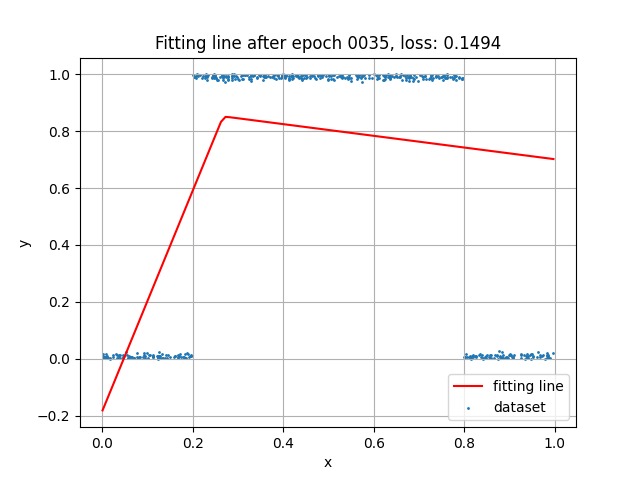 Fitting line after epoch 0035, loss: 0.1494
1.0
0.8
0.6
0.4
0.2
0.0
−0.2
y
0.0 0.2 0.4 0.6 0.8 1.0
x
fitting line
dataset